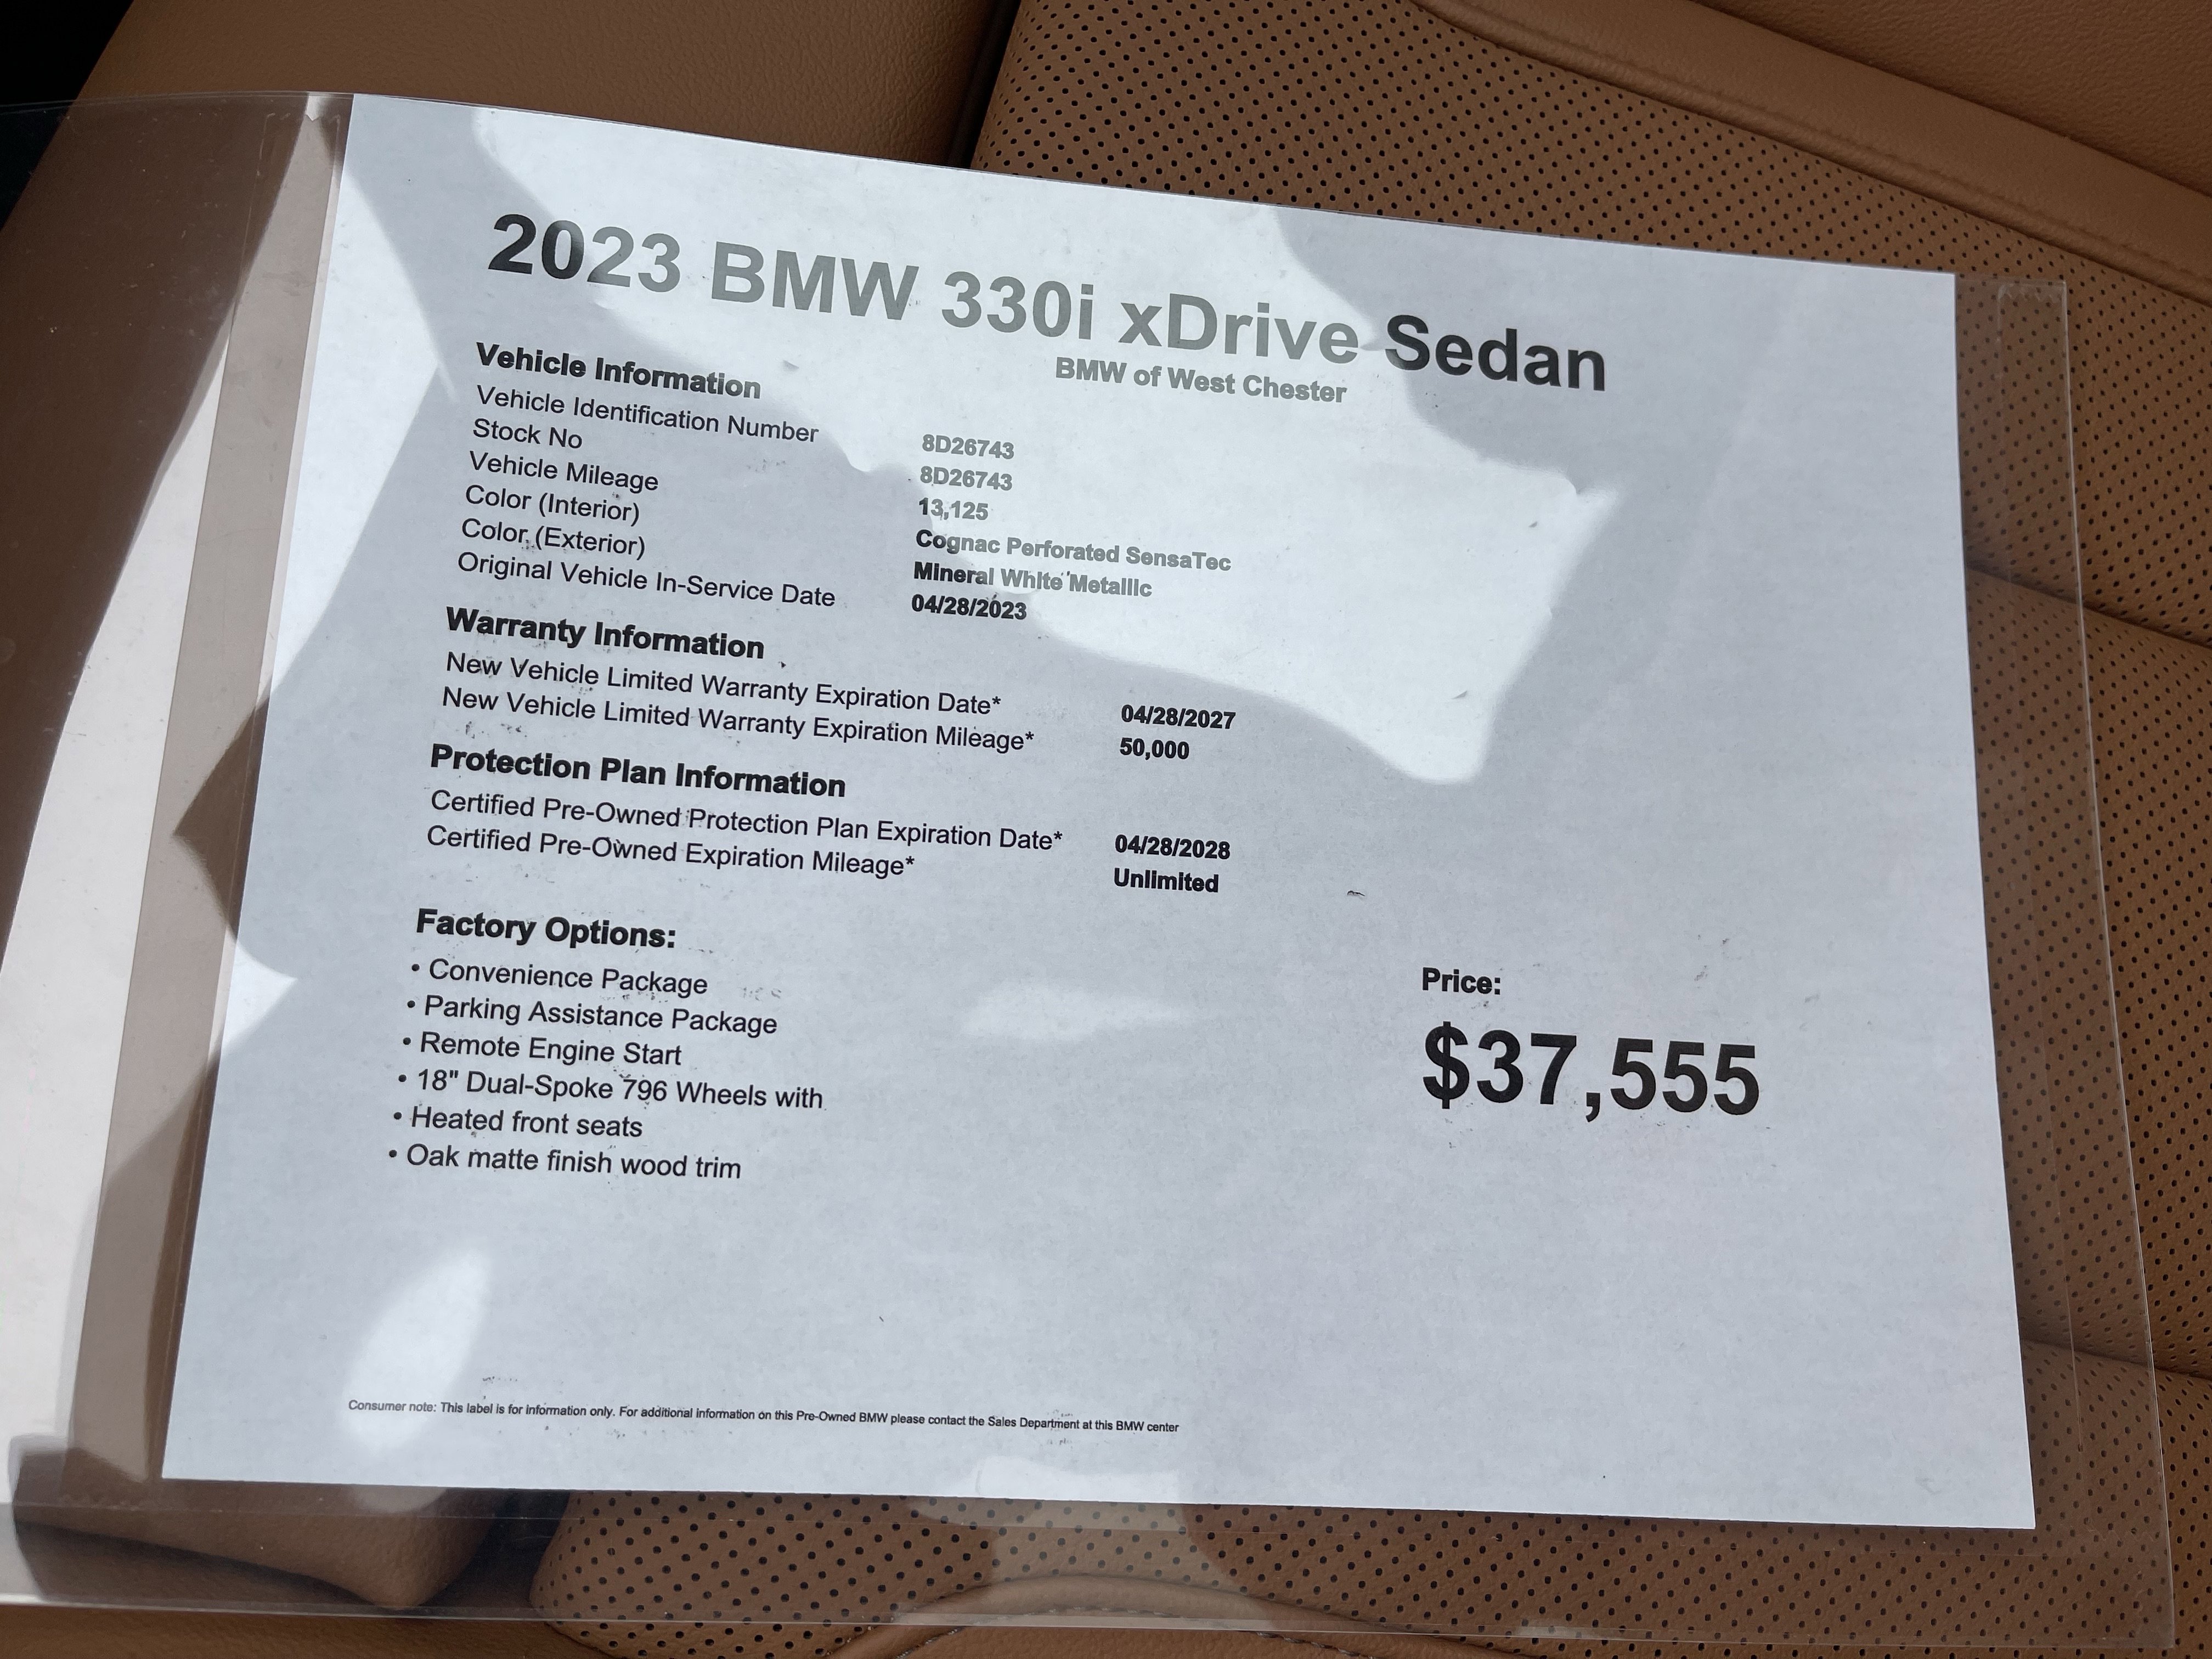 2023 BMW 330i xDrive Sedan
BMW of West Chester
Vehicle Information
Vehicle Identification Number 8D26743
Stock No 8D26743
Vehicle Mileage 13,125
Color (Interior) Cognac Perforated SensaTec
Color (Exterior) Mineral White Metallic
Original Vehicle In-Service Date 04/28/2023
Warranty Information
New Vehicle Limited Warranty Expiration Date* 04/28/2027
New Vehicle Limited Warranty Expiration Mileage* 50,000
Protection Plan Information
Certified Pre-Owned Protection Plan Expiration Date* 04/28/2028
Certified Pre-Owned Expiration Mileage* Unlimited
Factory Options:
• Convenience Package
• Parking Assistance Package
• Remote Engine Start
• 18" Dual-Spoke 796 Wheels with
• Heated front seats
• Oak matte finish wood trim
Price:
$37,555
Consumer note: This label is for information only. For additional information on this Pre-Owned BMW please contact the Sales Department at this BMW center